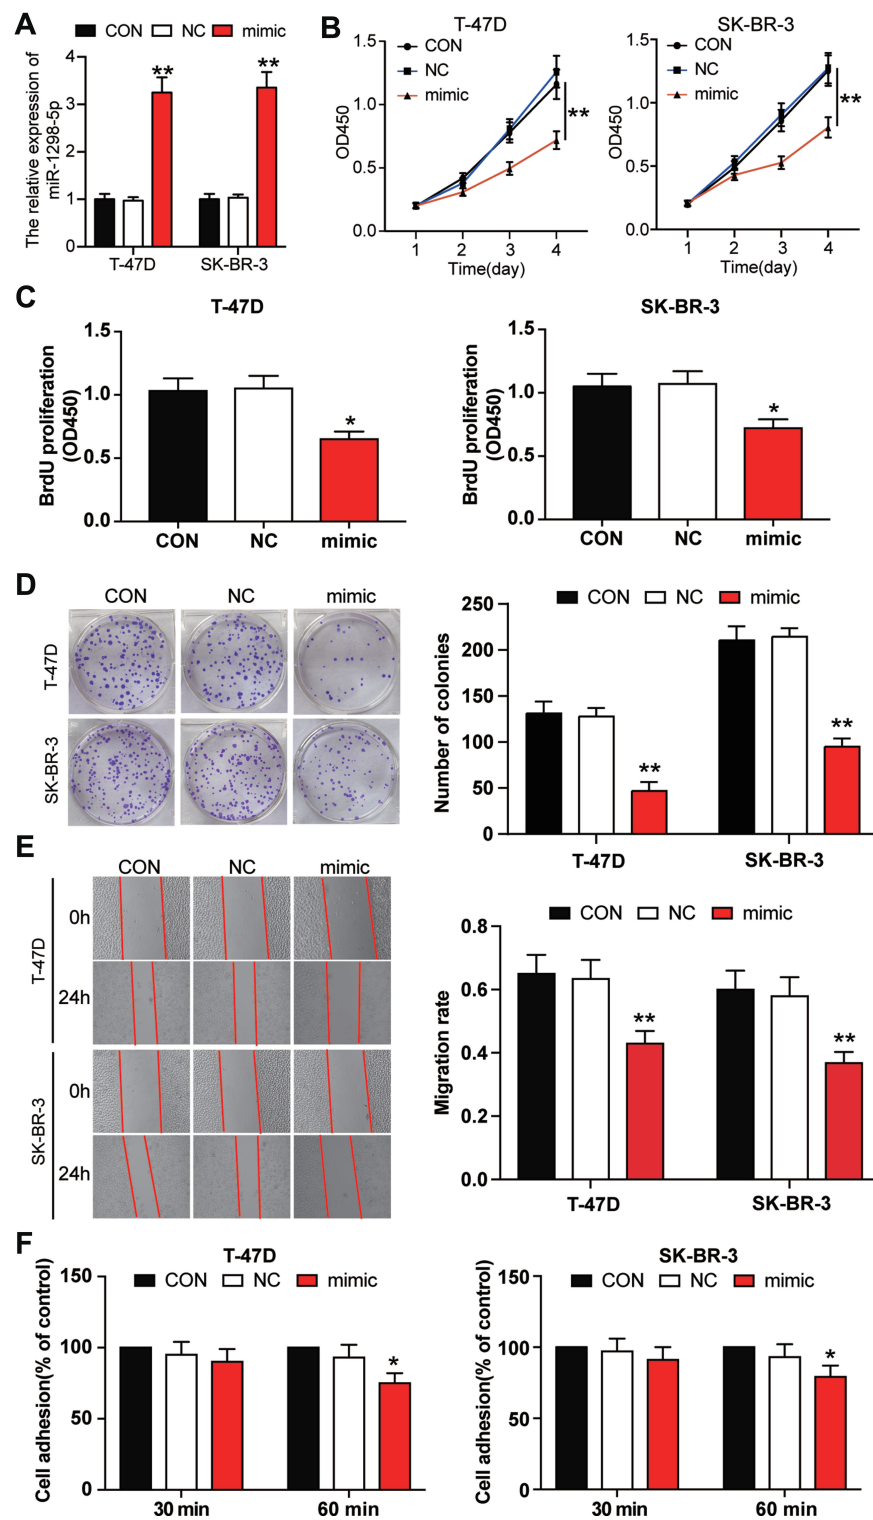 A
CON NC mimic
The relative expression of
miR-1298-5p
4
3
2
1
0
** **
T-47D SK-BR-3
B
T-47D
CON
NC
mimic
OD450
1.5
1.0
0.5
0.0
**
1 2 3 4
Time(day)
SK-BR-3
CON
NC
mimic
OD450
1.5
1.0
0.5
0.0
**
1 2 3 4
Time(day)
C
T-47D
BrdU proliferation
(OD450)
1.5
1.0
0.5
0.0
*
CON NC mimic
SK-BR-3
BrdU proliferation
(OD450)
1.5
1.0
0.5
0.0
*
CON NC mimic
D
CON NC mimic
T-47D
SK-BR-3
CON NC mimic
Number of colonies
250
200
150
100
50
0
** **
T-47D SK-BR-3
E
CON NC mimic
T-47D
0h
24h
SK-BR-3
0h
24h
CON NC mimic
Migration rate
0.8
0.6
0.4
0.2
0.0
** **
T-47D SK-BR-3
F
T-47D
CON NC mimic
Cell adhesion(% of control)
150
100
50
0
*
30 min 60 min
SK-BR-3
CON NC mimic
Cell adhesion(% of control)
150
100
50
0
*
30 min 60 min